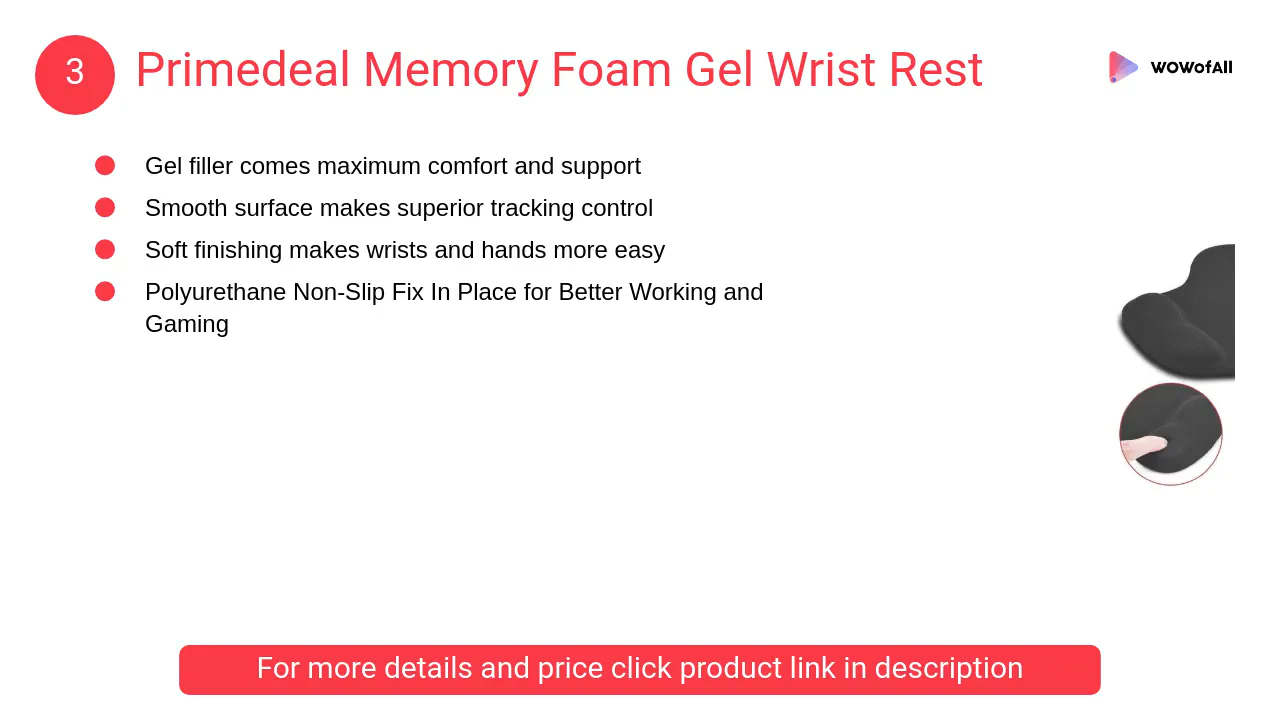 3
Primedeal Memory Foam Gel Wrist Rest
WOWofAll
Gel filler comes maximum comfort and support
Smooth surface makes superior tracking control
Soft finishing makes wrists and hands more easy
Polyurethane Non-Slip Fix In Place for Better Working and
Gaming
For more details and price click product link in description